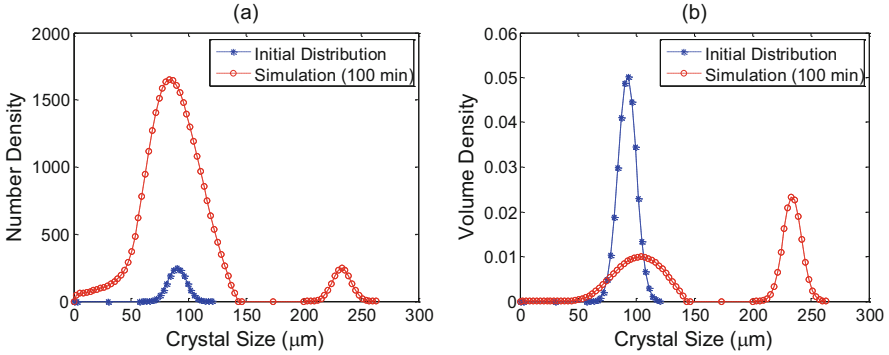 (a)
2000
1500
1000
500
0
0 50 100 150 200 250 300
Number Density
Crystal Size (μm)
Initial Distribution
Simulation (100 min)
(b)
0.06
0.05
0.04
0.03
0.02
0.01
0
0 50 100 150 200 250 300
Volume Density
Crystal Size (μm)
Initial Distribution
Simulation (100 min)